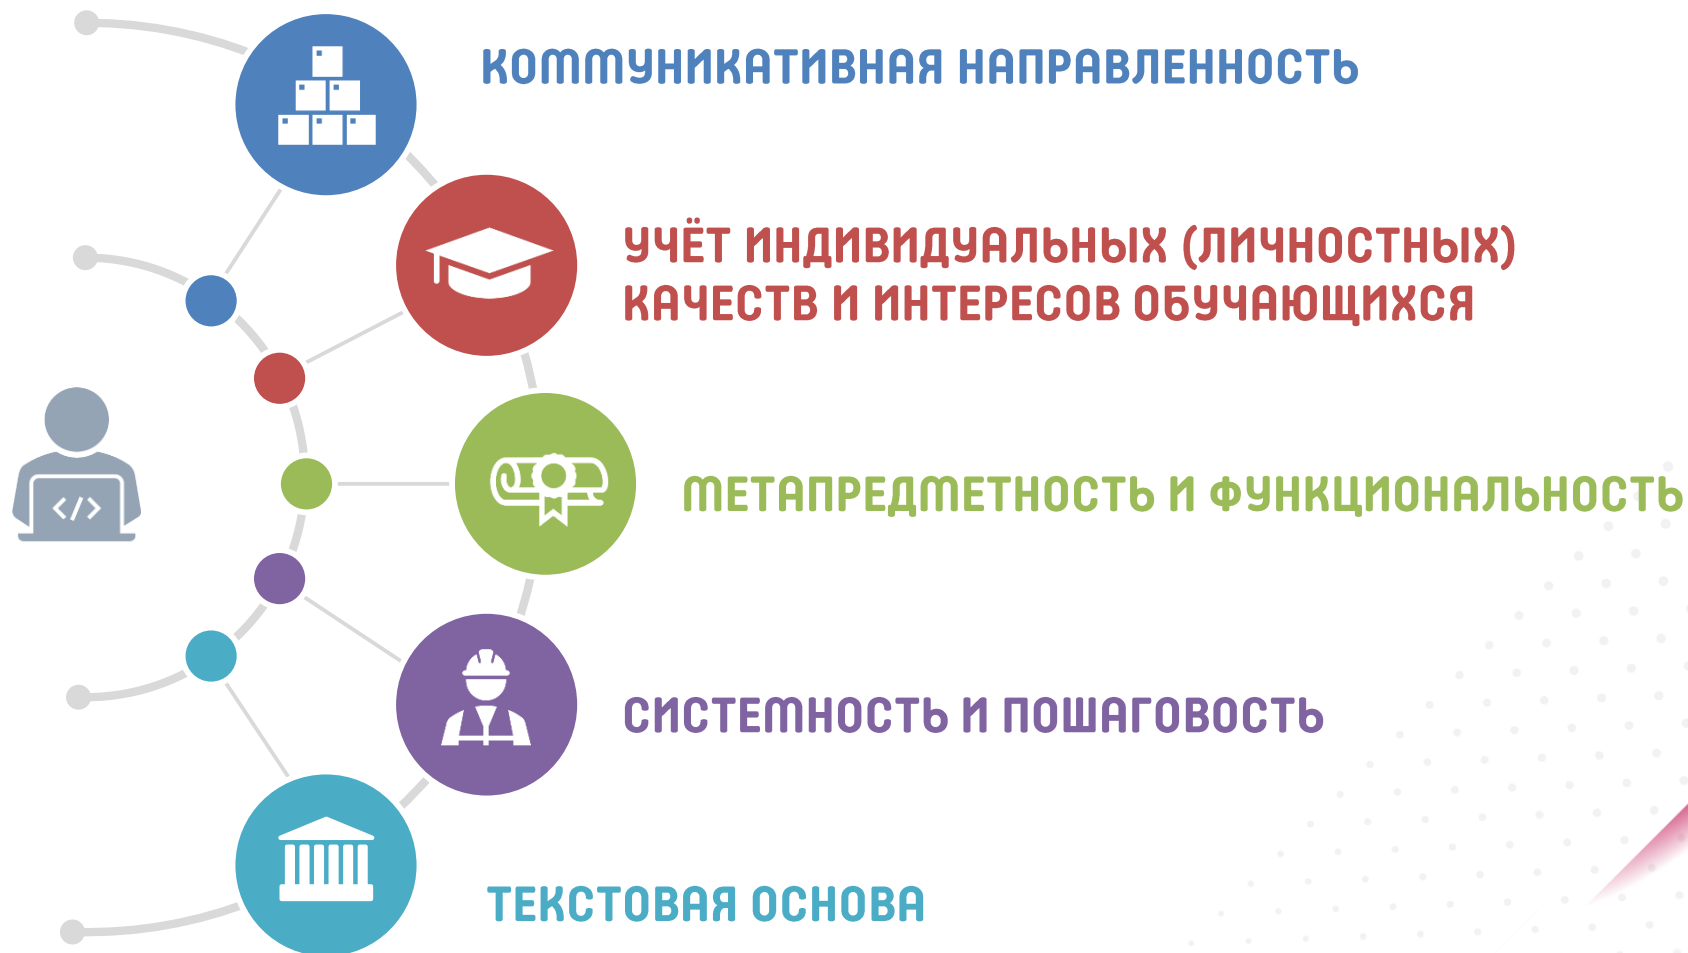 КОММУНИКАТИВНАЯ НАПРАВЛЕННОСТЬ
УЧЁТ ИНДИВИДУАЛЬНЫХ (ЛИЧНОСТНЫХ)
КАЧЕСТВ И ИНТЕРЕСОВ ОБУЧАЮЩИХСЯ
МЕТАПРЕДМЕТНОСТЬ И ФУНКЦИОНАЛЬНОСТЬ
СИСТЕМНОСТЬ И ПОШАГОВОСТЬ
ТЕКСТОВАЯ ОСНОВА